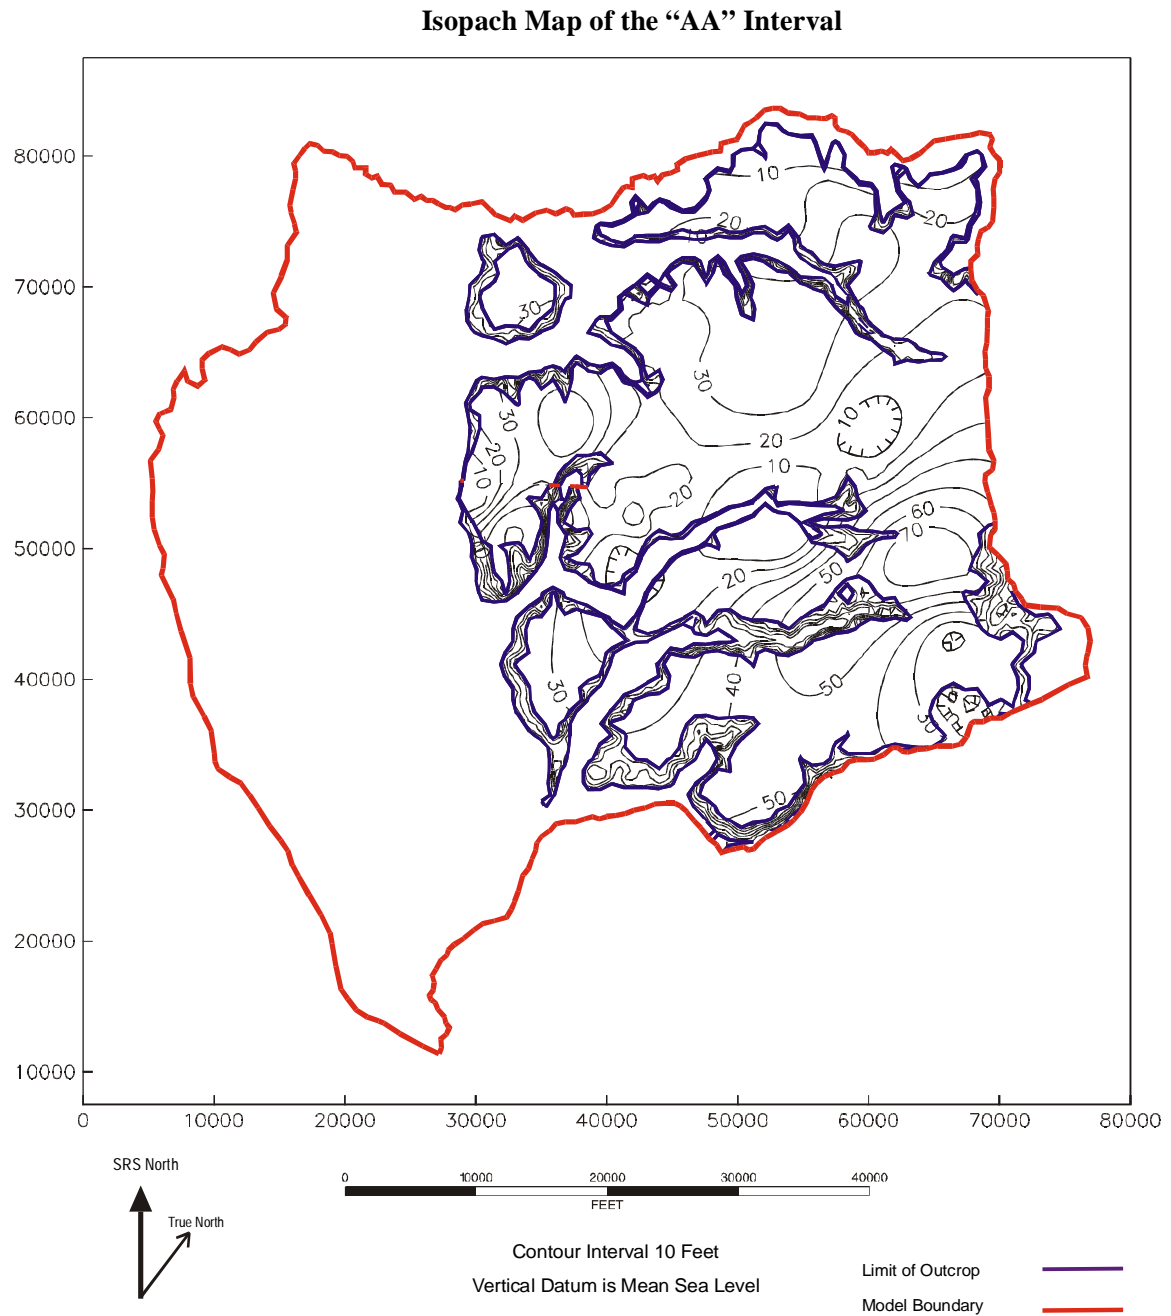 Isopach Map of the “AA” Interval
80000
70000
60000
50000
40000
30000
20000
10000
0 10000 20000 30000 40000 50000 60000 70000 80000
10
20
20
10
30
30
30
20
10
10
20
10
20
60
70
50
20
30
40
50
50
SRS North
True North
0 10000 20000 30000 40000
FEET
Contour Interval 10 Feet
Vertical Datum is Mean Sea Level
Limit of Outcrop
Model Boundary